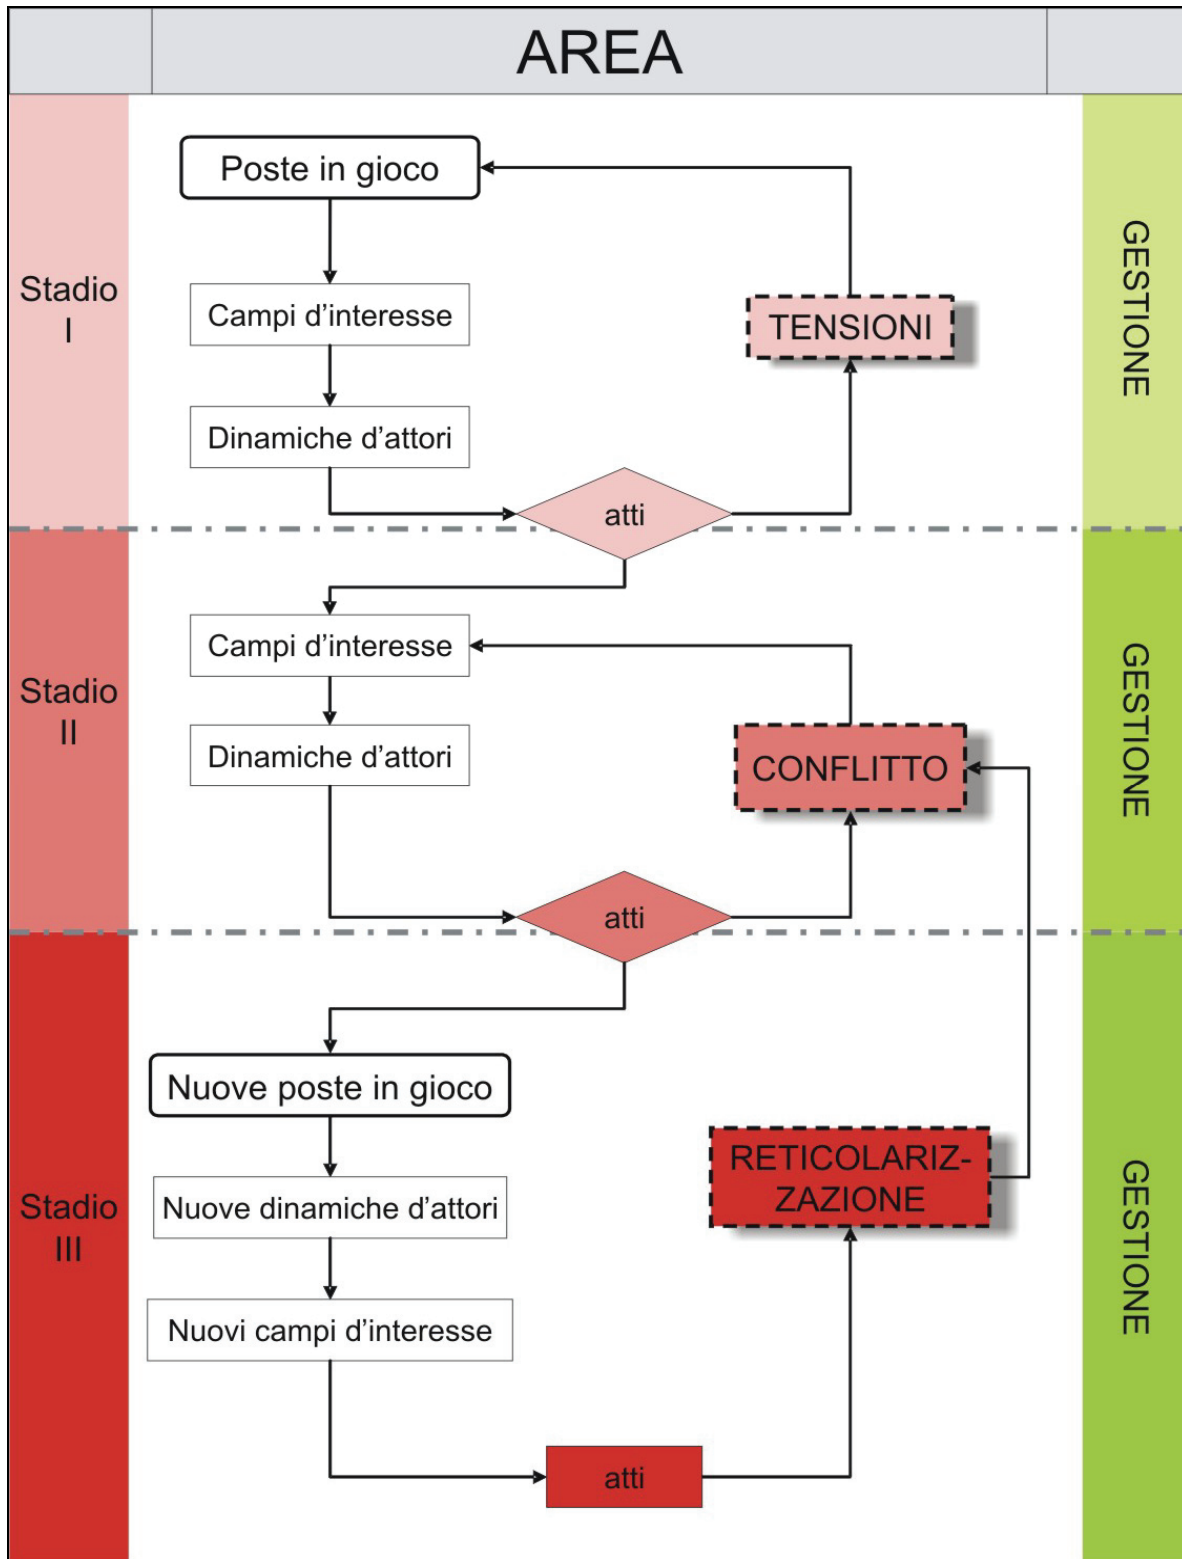 AREA
Stadio
I
Poste in gioco
Campi d'interesse
TENSIONI
Dinamiche d'attori
atti
GESTIONE
Stadio
II
Campi d'interesse
Dinamiche d'attori
CONFLITTO
atti
GESTIONE
Stadio
III
Nuove poste in gioco
RETICOLARIZ-
ZAZIONE
Nuove dinamiche d'attori
Nuovi campi d'interesse
atti
GESTIONE